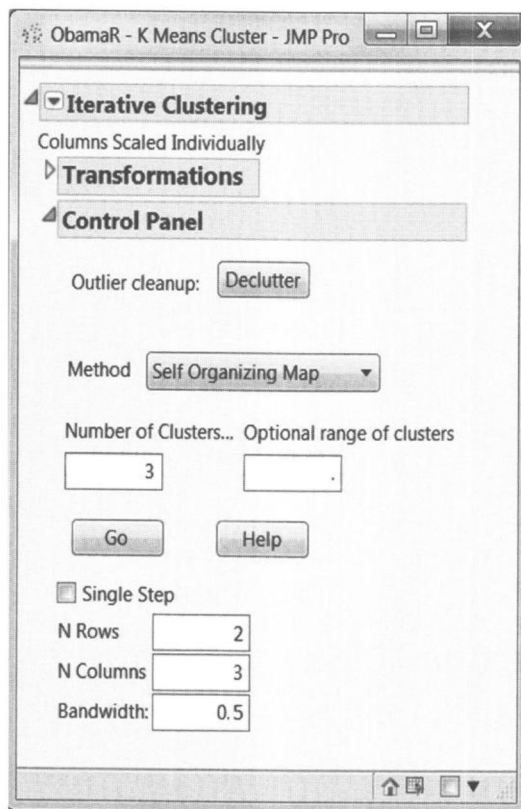 ObamaR - K Means Cluster - JMP Pro
Iterative Clustering
Columns Scaled Individually
Transformations
Control Panel
Outlier cleanup: Declutter
Method Self Organizing Map
Number of Clusters... Optional range of clusters
3 .
Go Help
Single Step
N Rows 2
N Columns 3
Bandwidth: 0.5